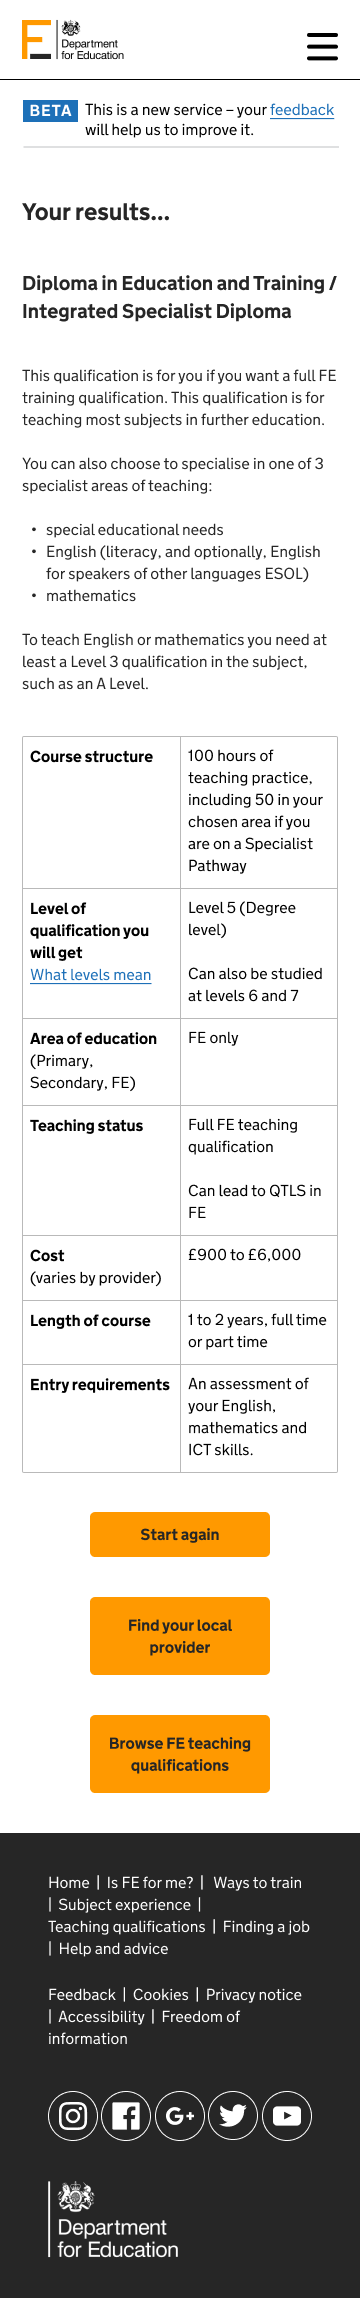 Department
for Education
BETA This is a new service – your feedback
will help us to improve it.
Your results...
Diploma in Education and Training /
Integrated Specialist Diploma
This qualification is for you if you want a full FE
training qualification. This qualification is for
teaching most subjects in further education.
You can also choose to specialise in one of 3
specialist areas of teaching:
• special educational needs
• English (literacy, and optionally, English
for speakers of other languages ESOL)
• mathematics
To teach English or mathematics you need at
least a Level 3 qualification in the subject,
such as an A Level.
Course structure
100 hours of
teaching practice,
including 50 in your
chosen area if you
are on a Specialist
Pathway
Level of
qualification you
will get
What levels mean
Level 5 (Degree
level)
Can also be studied
at levels 6 and 7
Area of education
(Primary,
Secondary, FE)
FE only
Teaching status
Full FE teaching
qualification
Can lead to QTLS in
FE
Cost
(varies by provider)
£900 to £6,000
Length of course
1 to 2 years, full time
or part time
Entry requirements
An assessment of
your English,
mathematics and
ICT skills.
Start again
Find your local
provider
Browse FE teaching
qualifications
Home | Is FE for me? | Ways to train
| Subject experience |
Teaching qualifications | Finding a job
| Help and advice
Feedback | Cookies | Privacy notice
| Accessibility | Freedom of
information
G+
Department
for Education